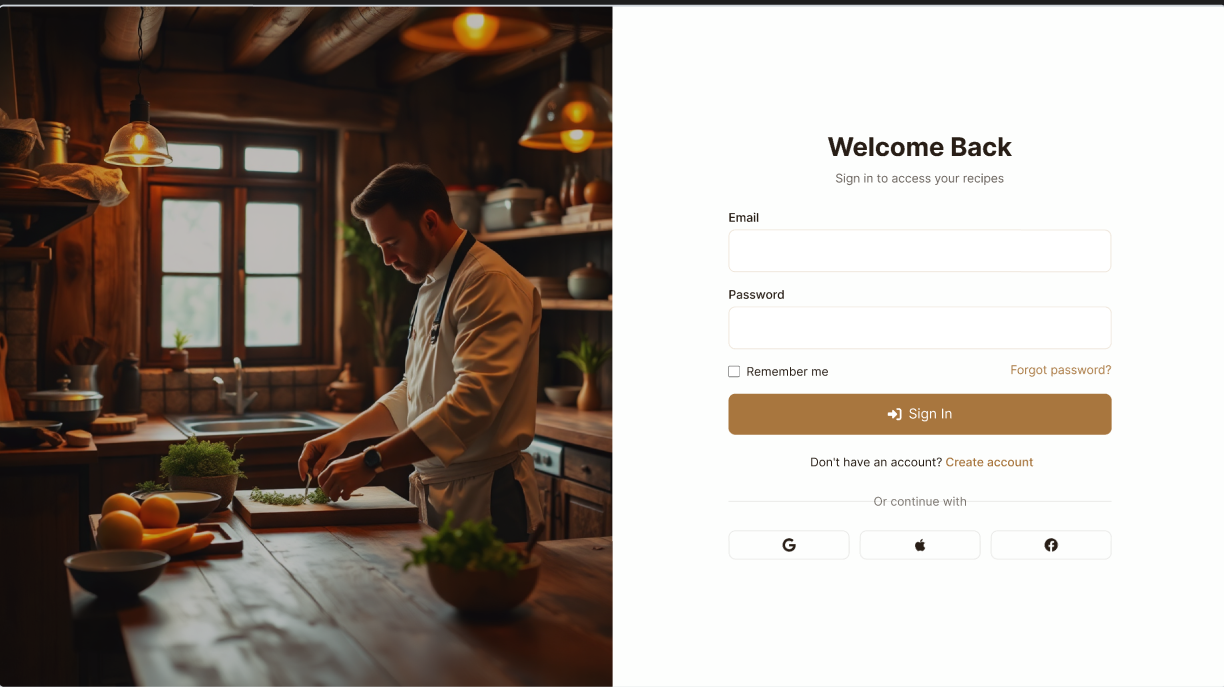 Welcome Back
Sign in to access your recipes
Email
Password
Remember me
Forgot password?
Sign In
Don't have an account? Create account
Or continue with